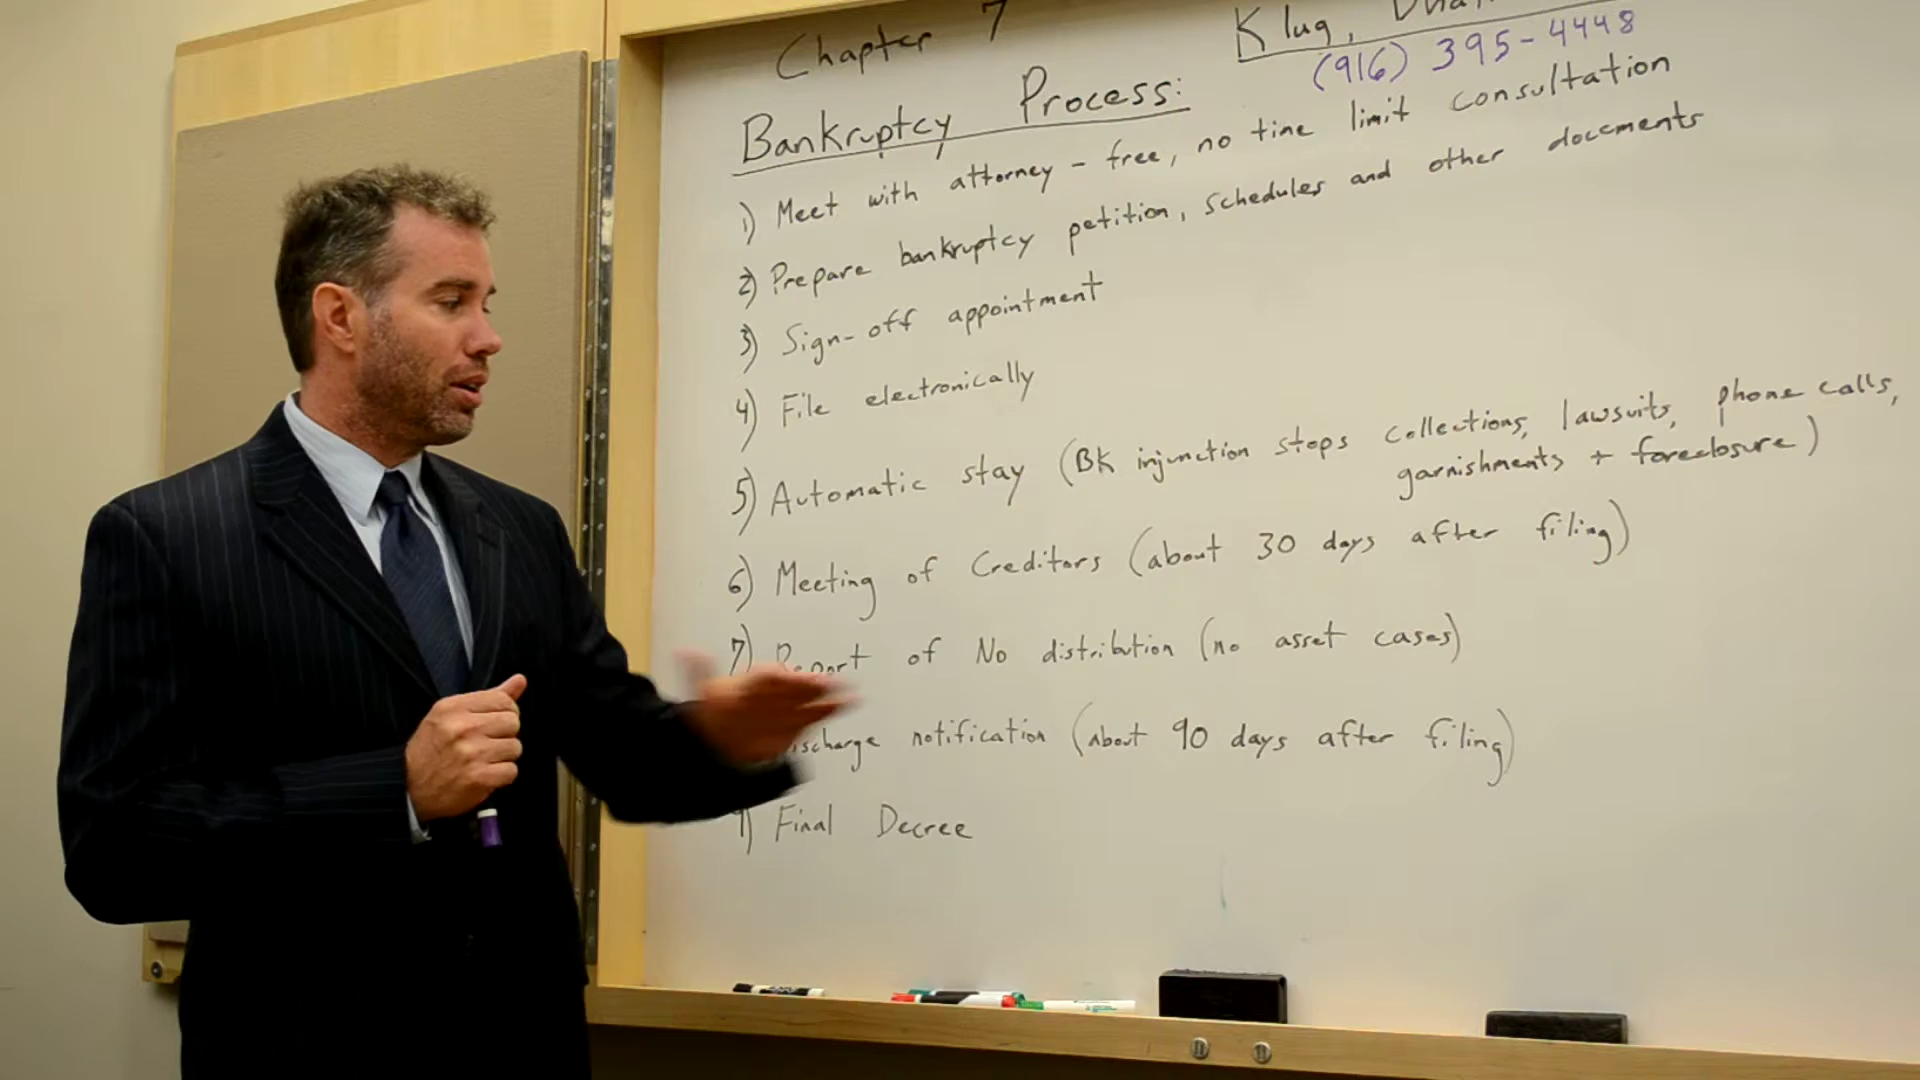 Chapter 7
Klug,
(916) 395-4448
Bankruptcy Process:
1) Meet with attorney - free, no time limit consultation
2) Prepare bankruptcy petition, schedules and other documents
3) Sign-off appointment
4) File electronically
5) Automatic stay (BK injunction stops collections, lawsuits, phone calls,
garnishments + foreclosure)
6) Meeting of Creditors (about 30 days after filing)
7) Report of No distribution (no asset cases)
Discharge notification (about 90 days after filing)
9) Final Decree